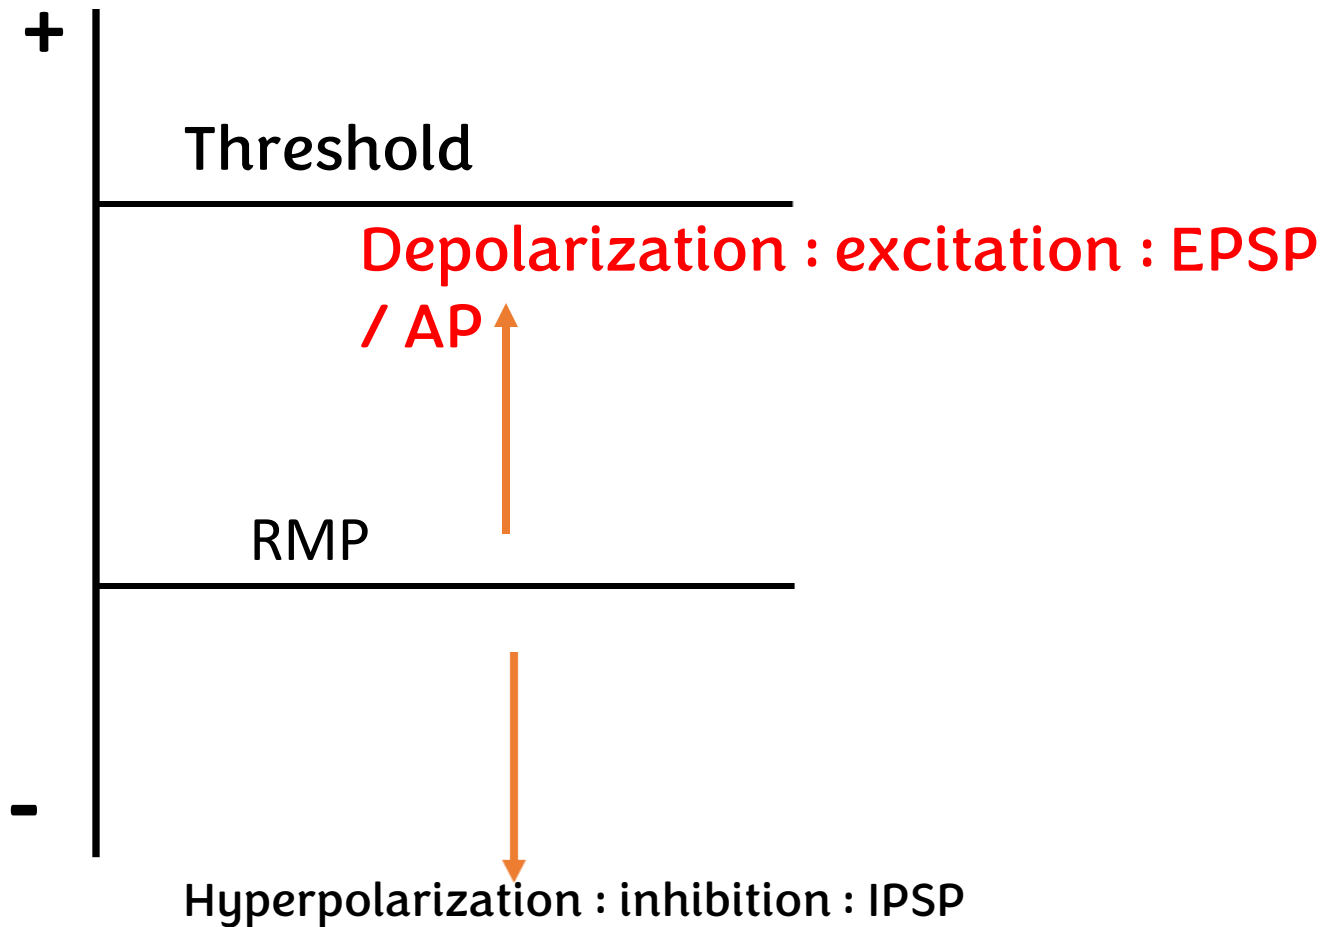 +
Threshold
Depolarization : excitation : EPSP
/ AP
RMP
-
Hyperpolarization : inhibition : IPSP